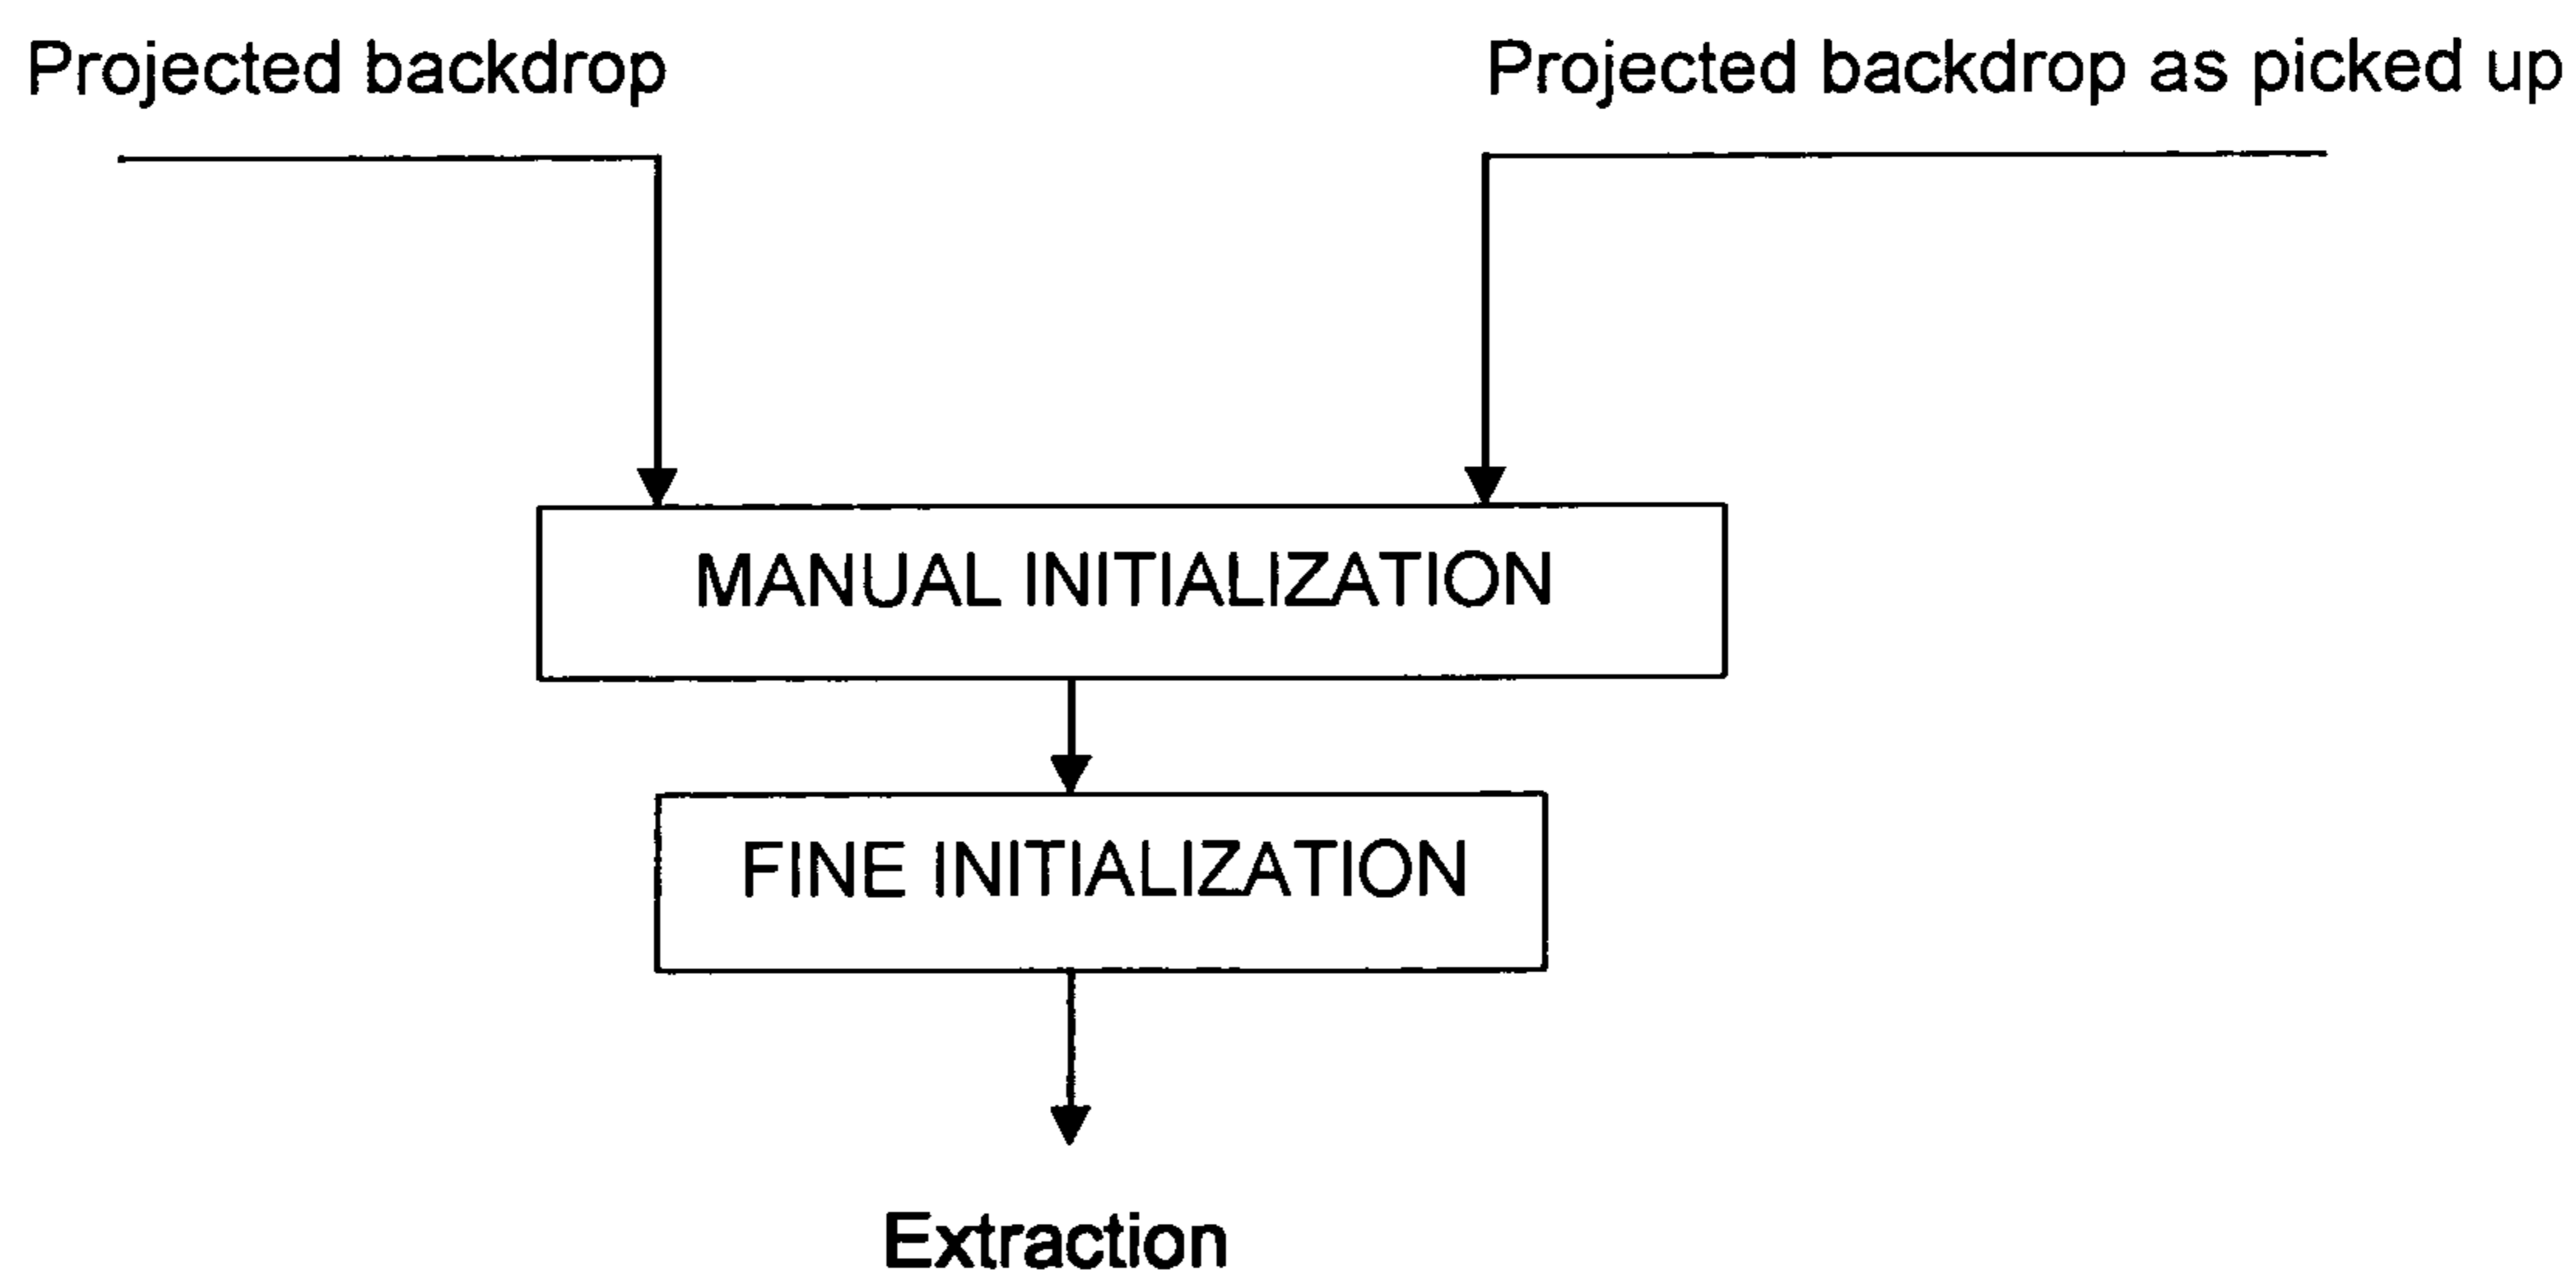 Projected backdrop
Projected backdrop as picked up
MANUAL INITIALIZATION
FINE INITIALIZATION
Extraction